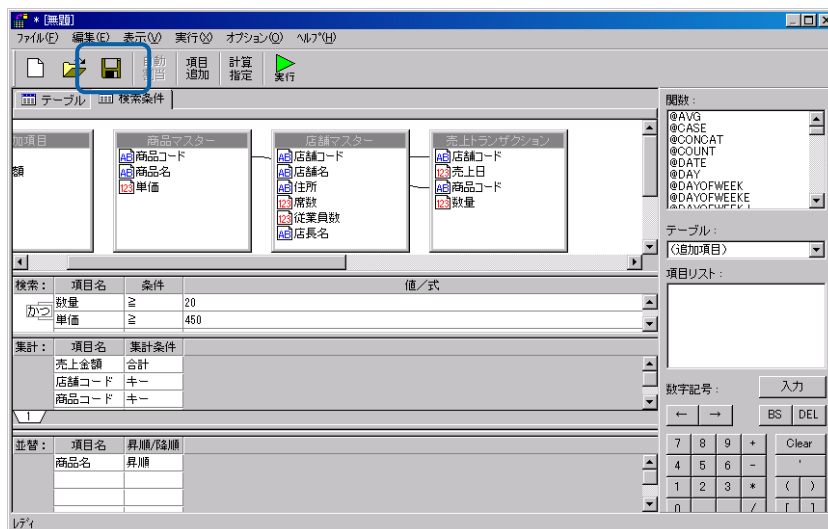 * [無題]
ファイル(F) 編集(E) 表示(V) 実行(X) オプション(O) ヘルプ(H)
自動割当 項目追加 計算指定 実行
テーブル 検索条件
加項目
額
商品マスター
商品コード
商品名
単価
店舗マスター
店舗コード
店舗名
住所
席数
従業員数
店長名
売上トランザクション
店舗コード
売上日
商品コード
数量
検索: 項目名 条件 値/式
かつ
数量 ≧ 20
単価 ≧ 450
集計: 項目名 集計条件
売上金額 合計
店舗コード キー
商品コード キー
1
並替: 項目名 昇順/降順
商品名 昇順
関数:
@AVG
@CASE
@CONCAT
@COUNT
@DATE
@DAY
@DAYOFWEEK
@DAYOFWEEKE
@DAYOFWEEKJ
テーブル:
(追加項目)
項目リスト:
数字記号: 入力
← → BS DEL
7 8 9 + Clear
4 5 6 - '
1 2 3 * ( )
0 / [ ]
レディ